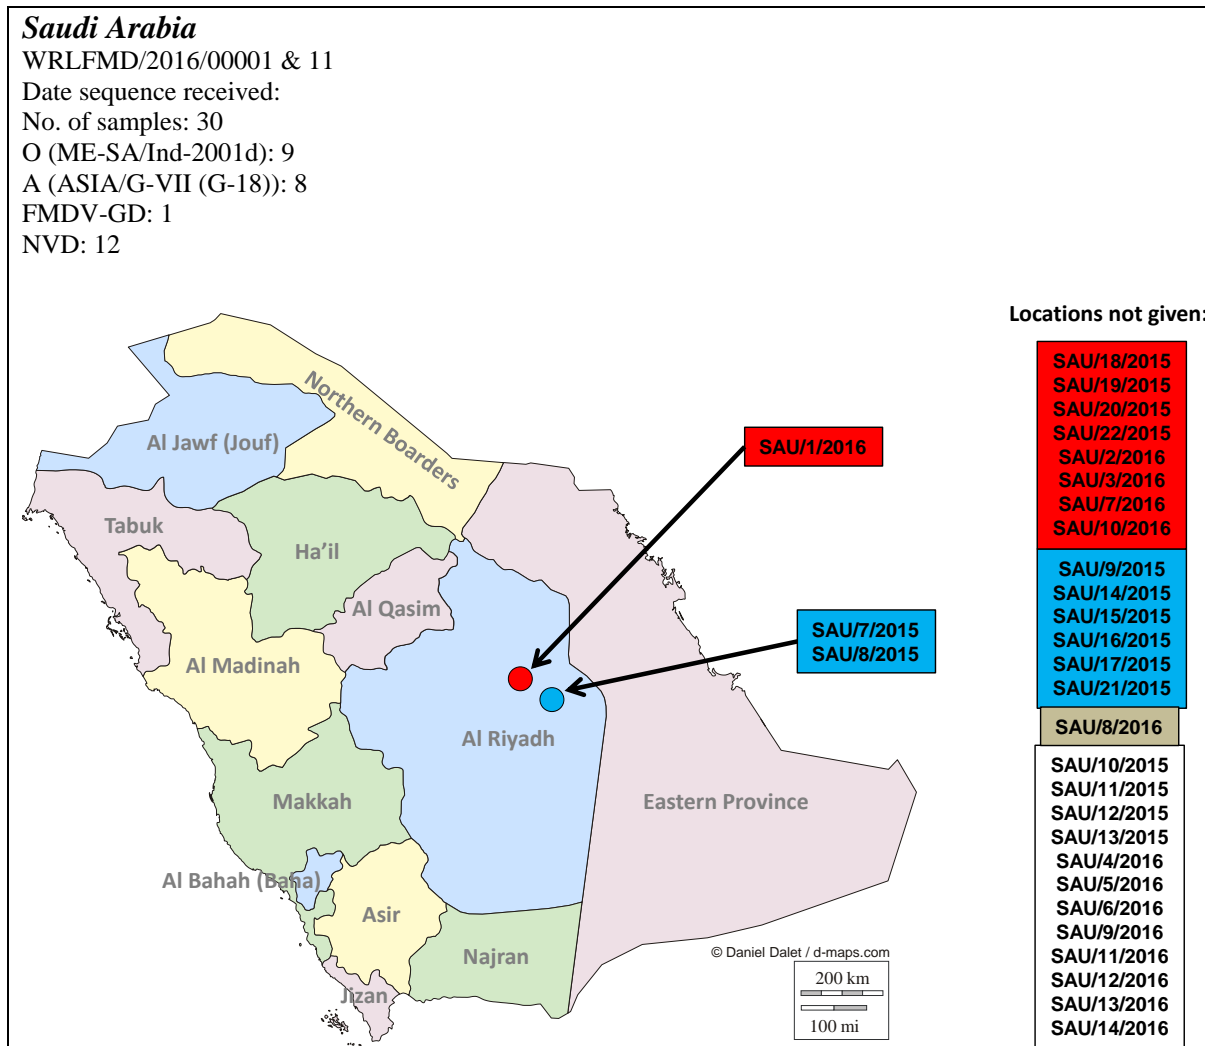 Saudi Arabia
WRLFMD/2016/00001 & 11
Date sequence received:
No. of samples: 30
O (ME-SA/Ind-2001d): 9
A (ASIA/G-VII (G-18)): 8
FMDV-GD: 1
NVD: 12
Locations not given:
SAU/18/2015
SAU/19/2015
SAU/20/2015
SAU/22/2015
SAU/2/2016
SAU/3/2016
SAU/7/2016
SAU/10/2016
SAU/9/2015
SAU/14/2015
SAU/15/2015
SAU/16/2015
SAU/17/2015
SAU/21/2015
SAU/8/2016
SAU/10/2015
SAU/11/2015
SAU/12/2015
SAU/13/2015
SAU/4/2016
SAU/5/2016
SAU/6/2016
SAU/9/2016
SAU/11/2016
SAU/12/2016
SAU/13/2016
SAU/14/2016
SAU/1/2016
SAU/7/2015
SAU/8/2015
Northern Boarders
Al Jawf (Jouf)
Tabuk
Ha'il
Al Qasim
Al Madinah
Al Riyadh
Makkah
Eastern Province
Al Bahah (Baha)
Asir
Najran
Jizan
© Daniel Dalet / d-maps.com
200 km
100 mi